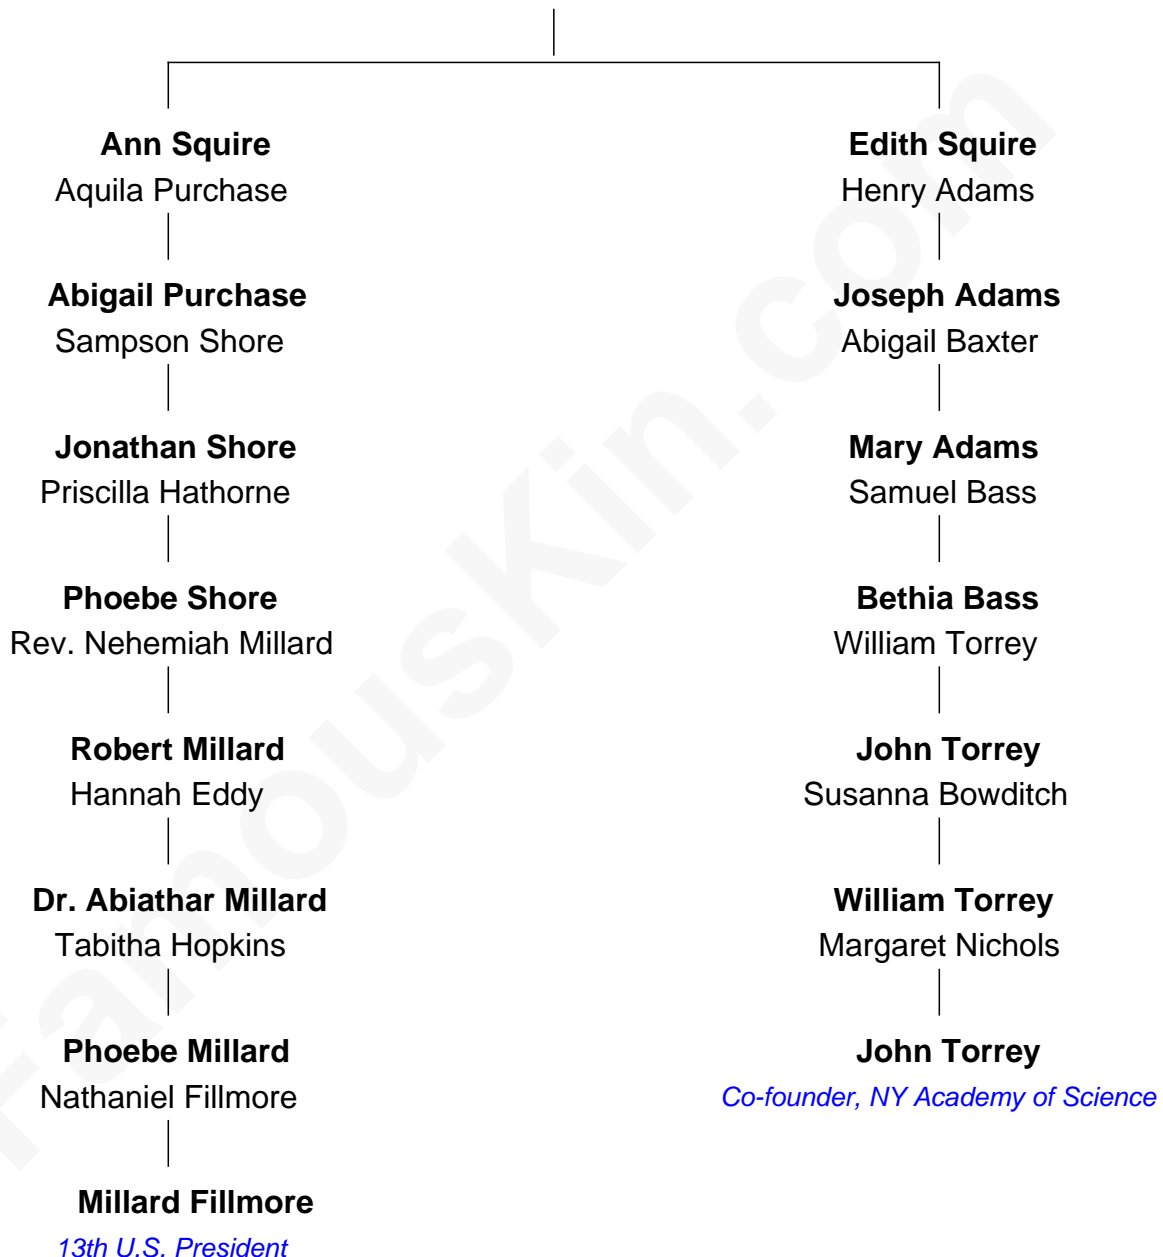 Ann Squire
Aquila Purchase
Abigail Purchase
Sampson Shore
Jonathan Shore
Priscilla Hathorne
Phoebe Shore
Rev. Nehemiah Millard
Robert Millard
Hannah Eddy
Dr. Abiathar Millard
Tabitha Hopkins
Phoebe Millard
Nathaniel Fillmore
Millard Fillmore
13th U.S. President
Edith Squire
Henry Adams
Joseph Adams
Abigail Baxter
Mary Adams
Samuel Bass
Bethia Bass
William Torrey
John Torrey
Susanna Bowditch
William Torrey
Margaret Nichols
John Torrey
Co-founder, NY Academy of Science
FamousKin.com